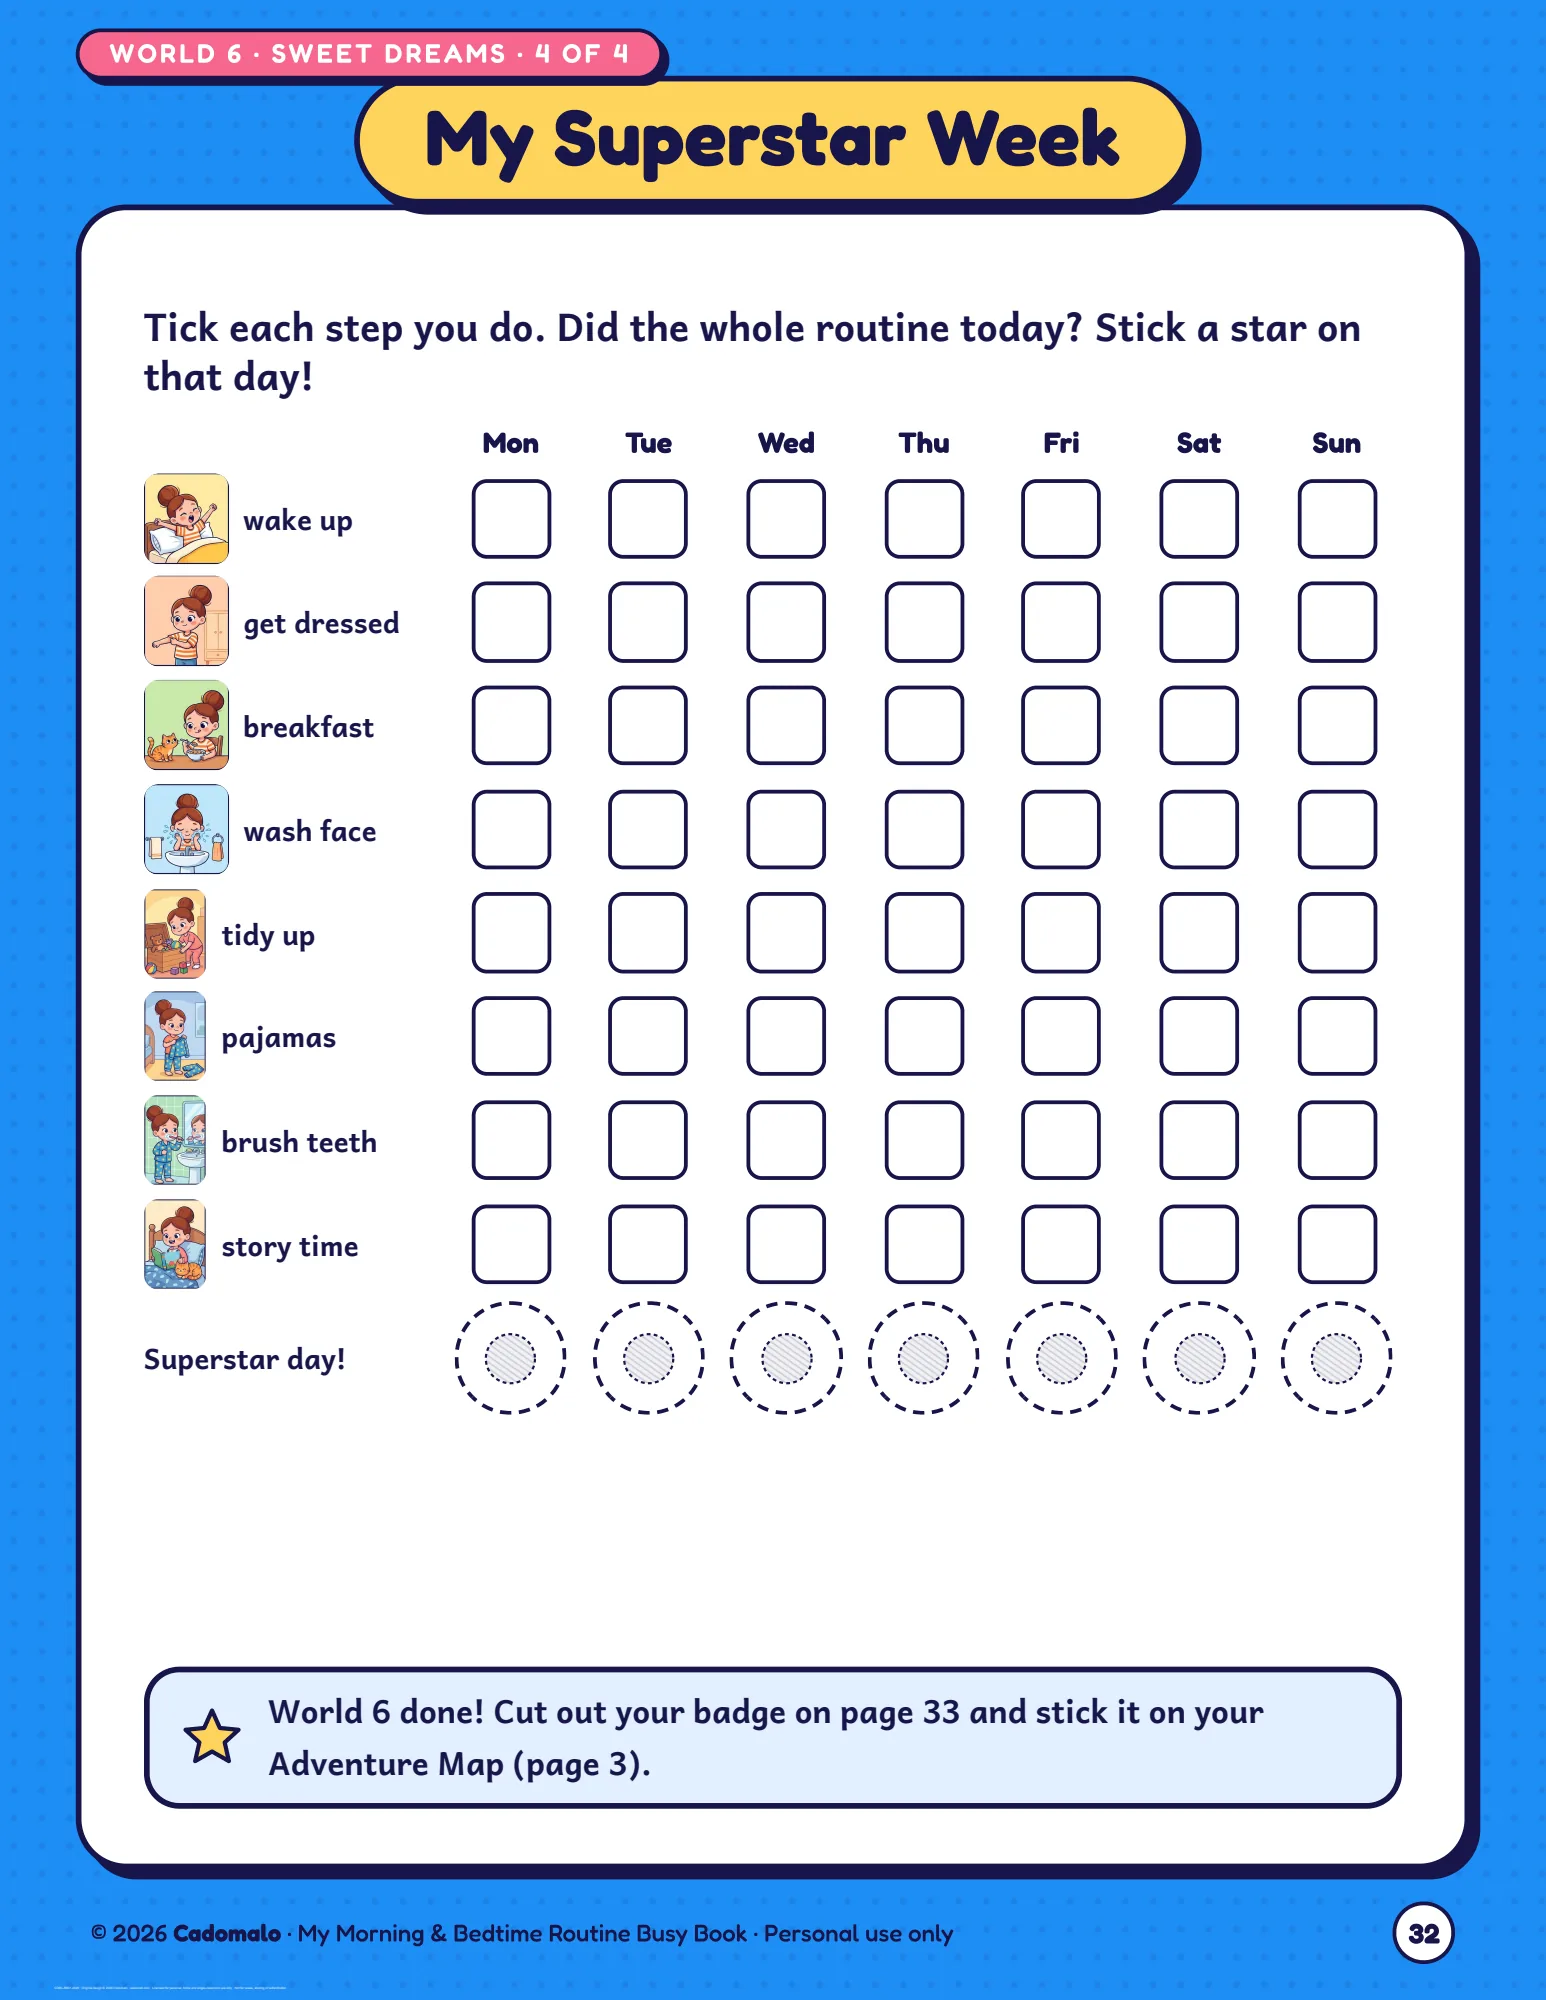 WORLD 6 · SWEET DREAMS · 4 OF 4
My Superstar Week
Tick each step you do. Did the whole routine today? Stick a star on
that day!
Mon Tue Wed Thu Fri Sat Sun
wake up
get dressed
breakfast
wash face
tidy up
pajamas
brush teeth
story time
Superstar day!
World 6 done! Cut out your badge on page 33 and stick it on your
Adventure Map (page 3).
© 2026 Cadomalo · My Morning & Bedtime Routine Busy Book · Personal use only
32